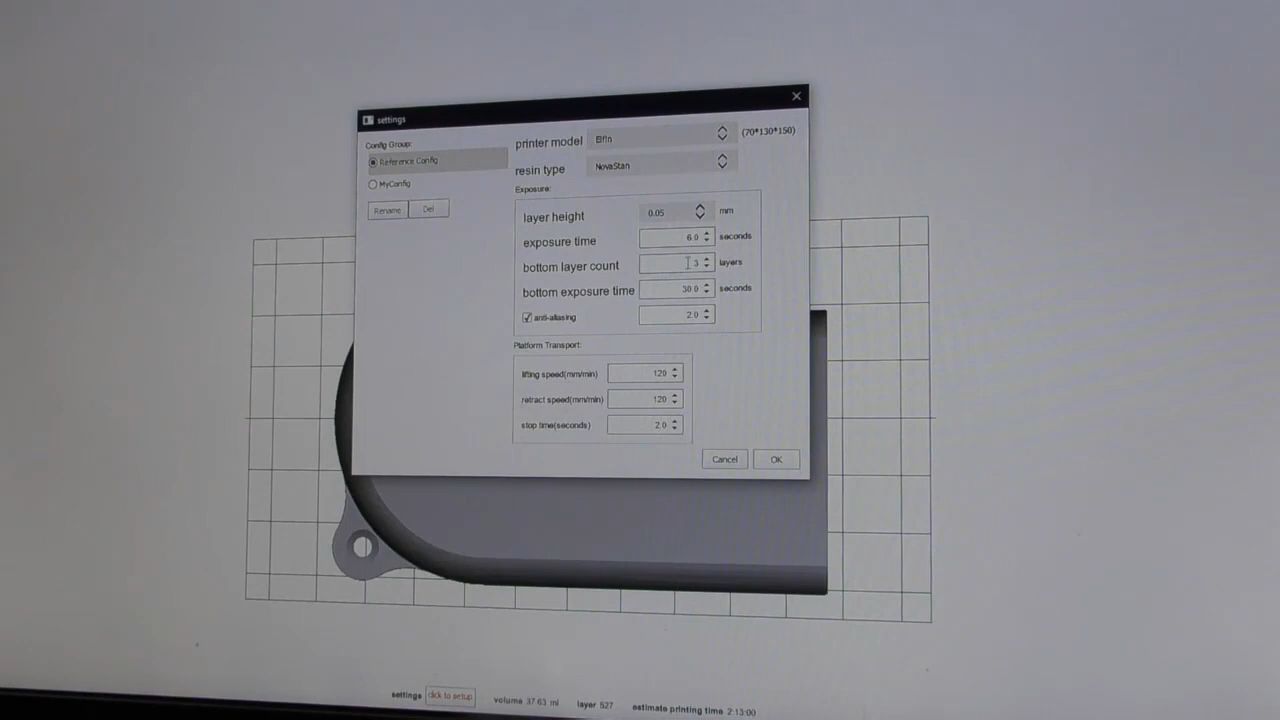 settings
Config Group:
Reference Config
MyConfig
Rename Del
printer model Elfin (70*130*150)
resin type NovaStan
Exposure:
layer height 0.05 mm
exposure time 6.0 seconds
bottom layer count 3 layers
bottom exposure time 30.0 seconds
anti-aliasing 2.0
Platform Transport:
lifting speed(mm/min) 120
retract speed(mm/min) 120
stop time(seconds) 2.0
Cancel OK
settings click to setup volume 37.63 ml layer 527 estimate printing time 2:13:00